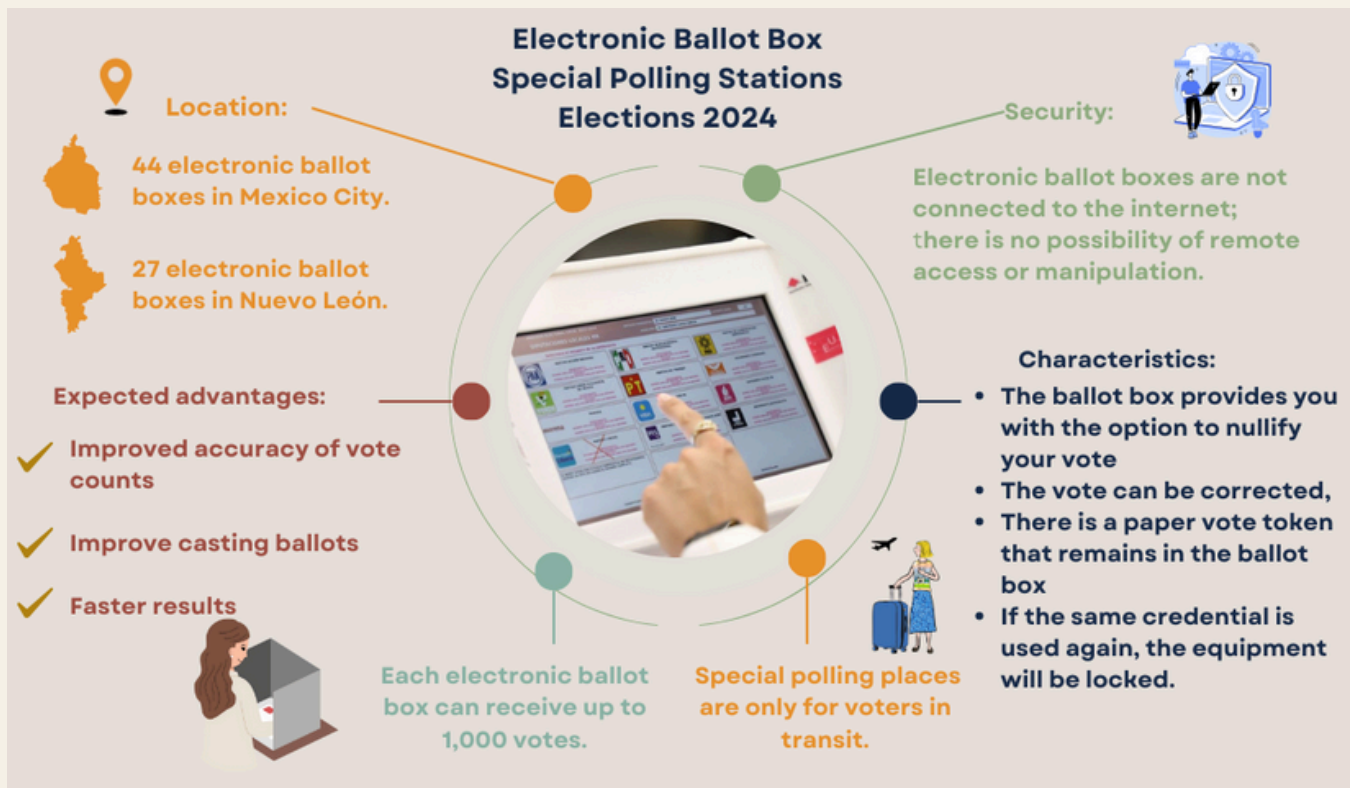 Electronic Ballot Box
Special Polling Stations
Elections 2024
Location:
44 electronic ballot
boxes in Mexico City.
27 electronic ballot
boxes in Nuevo León.
Security:
Electronic ballot boxes are not
connected to the internet;
there is no possibility of remote
access or manipulation.
Expected advantages:
Improved accuracy of vote
counts
Improve casting ballots
Faster results
Characteristics:
• The ballot box provides you
with the option to nullify
your vote
• The vote can be corrected,
• There is a paper vote token
that remains in the ballot
box
• If the same credential is
used again, the equipment
will be locked.
Each electronic ballot
box can receive up to
1,000 votes.
Special polling places
are only for voters in
transit.
PAN
PRI
PT